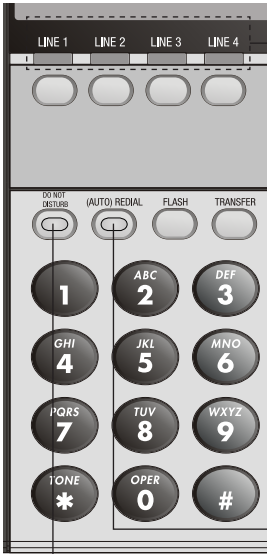 LINE 1 LINE 2 LINE 3 LINE 4
DO NOT
DISTURB
(AUTO) REDIAL FLASH TRANSFER
ABC DEF
1 2 3
GHI JKL MNO
4 5 6
PQRS TUV WXYZ
7 8 9
TONE OPER
* 0 #